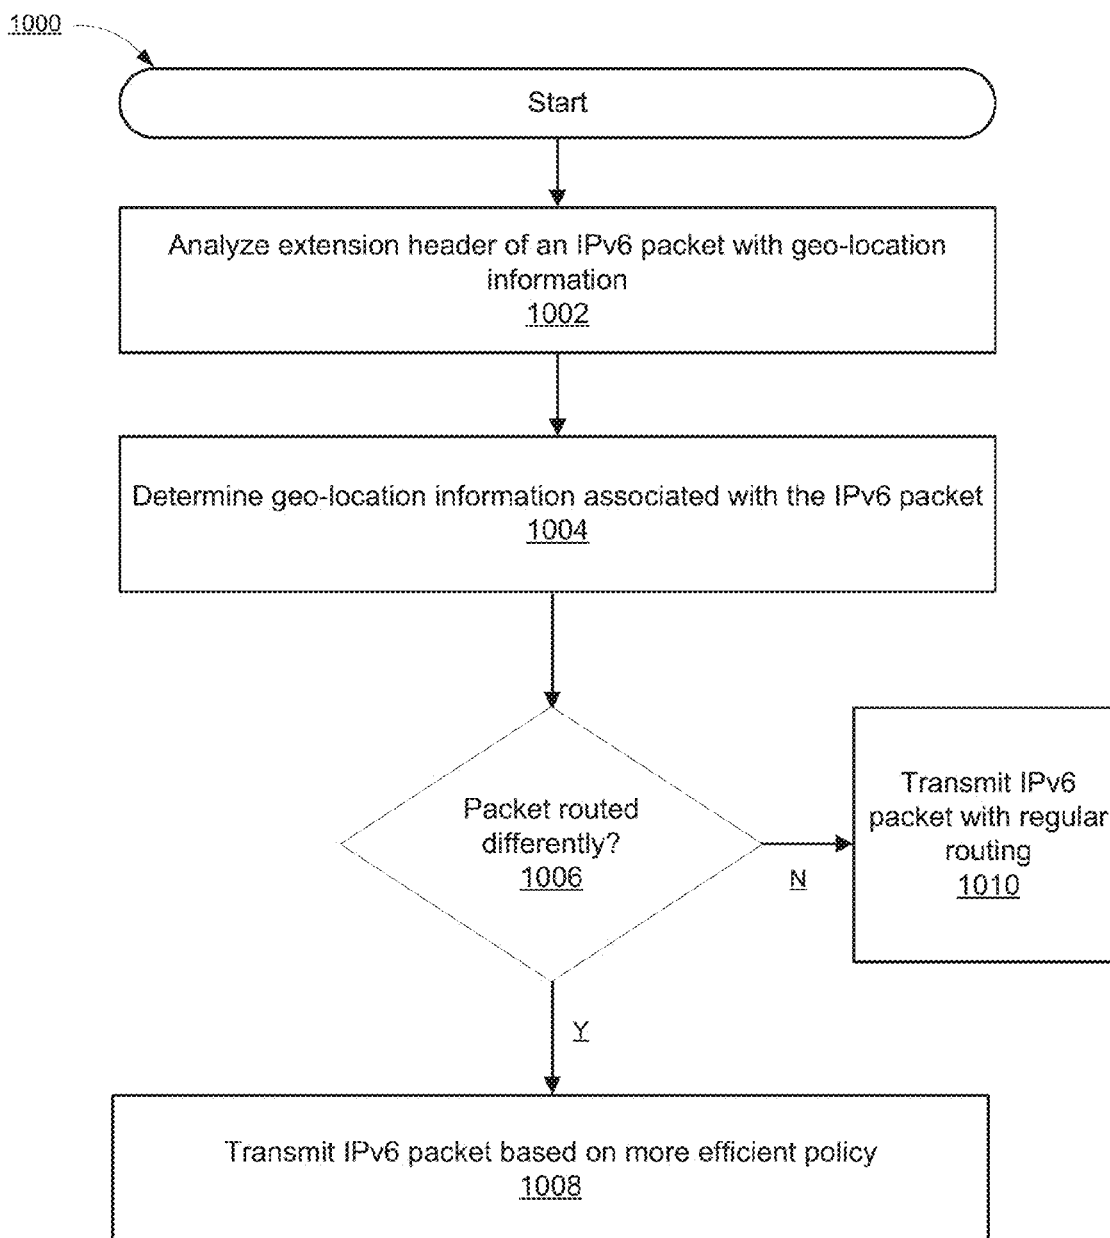 1000
Start
Analyze extension header of an IPv6 packet with geo-location
information
1002
Determine geo-location information associated with the IPv6 packet
1004
Packet routed
differently?
1006
N
Transmit IPv6
packet with regular
routing
1010
Y
Transmit IPv6 packet based on more efficient policy
1008